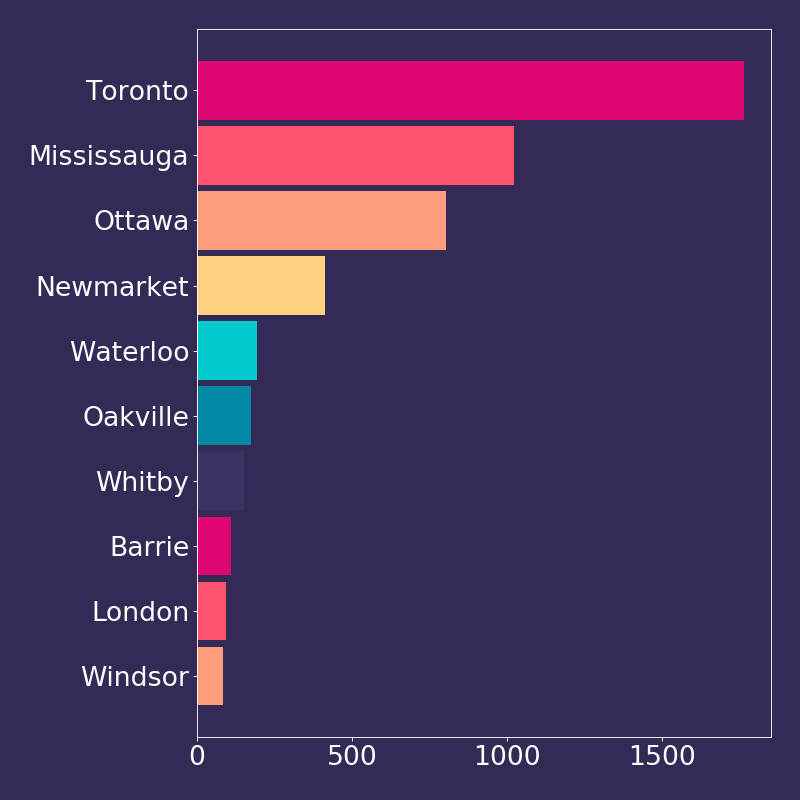 Toronto
Mississauga
Ottawa
Newmarket
Waterloo
Oakville
Whitby
Barrie
London
Windsor
0 500 1000 1500